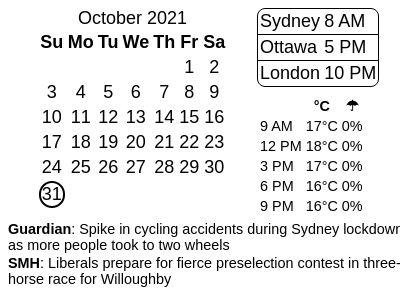 October 2021
Su Mo Tu We Th Fr Sa
1 2
3 4 5 6 7 8 9
10 11 12 13 14 15 16
17 18 19 20 21 22 23
24 25 26 27 28 29 30
31
Sydney 8 AM
Ottawa 5 PM
London 10 PM
°C ☂
9 AM 17°C 0%
12 PM 18°C 0%
3 PM 17°C 0%
6 PM 16°C 0%
9 PM 16°C 0%
Guardian: Spike in cycling accidents during Sydney lockdown
as more people took to two wheels
SMH: Liberals prepare for fierce preselection contest in three-
horse race for Willoughby